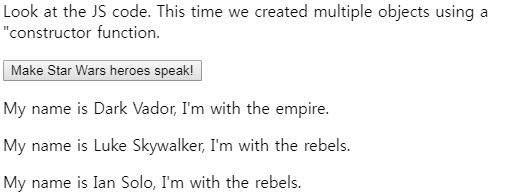 Look at the JS code. This time we created multiple objects using a
"constructor function.
Make Star Wars heroes speak!
My name is Dark Vador, I'm with the empire.
My name is Luke Skywalker, I'm with the rebels.
My name is Ian Solo, I'm with the rebels.